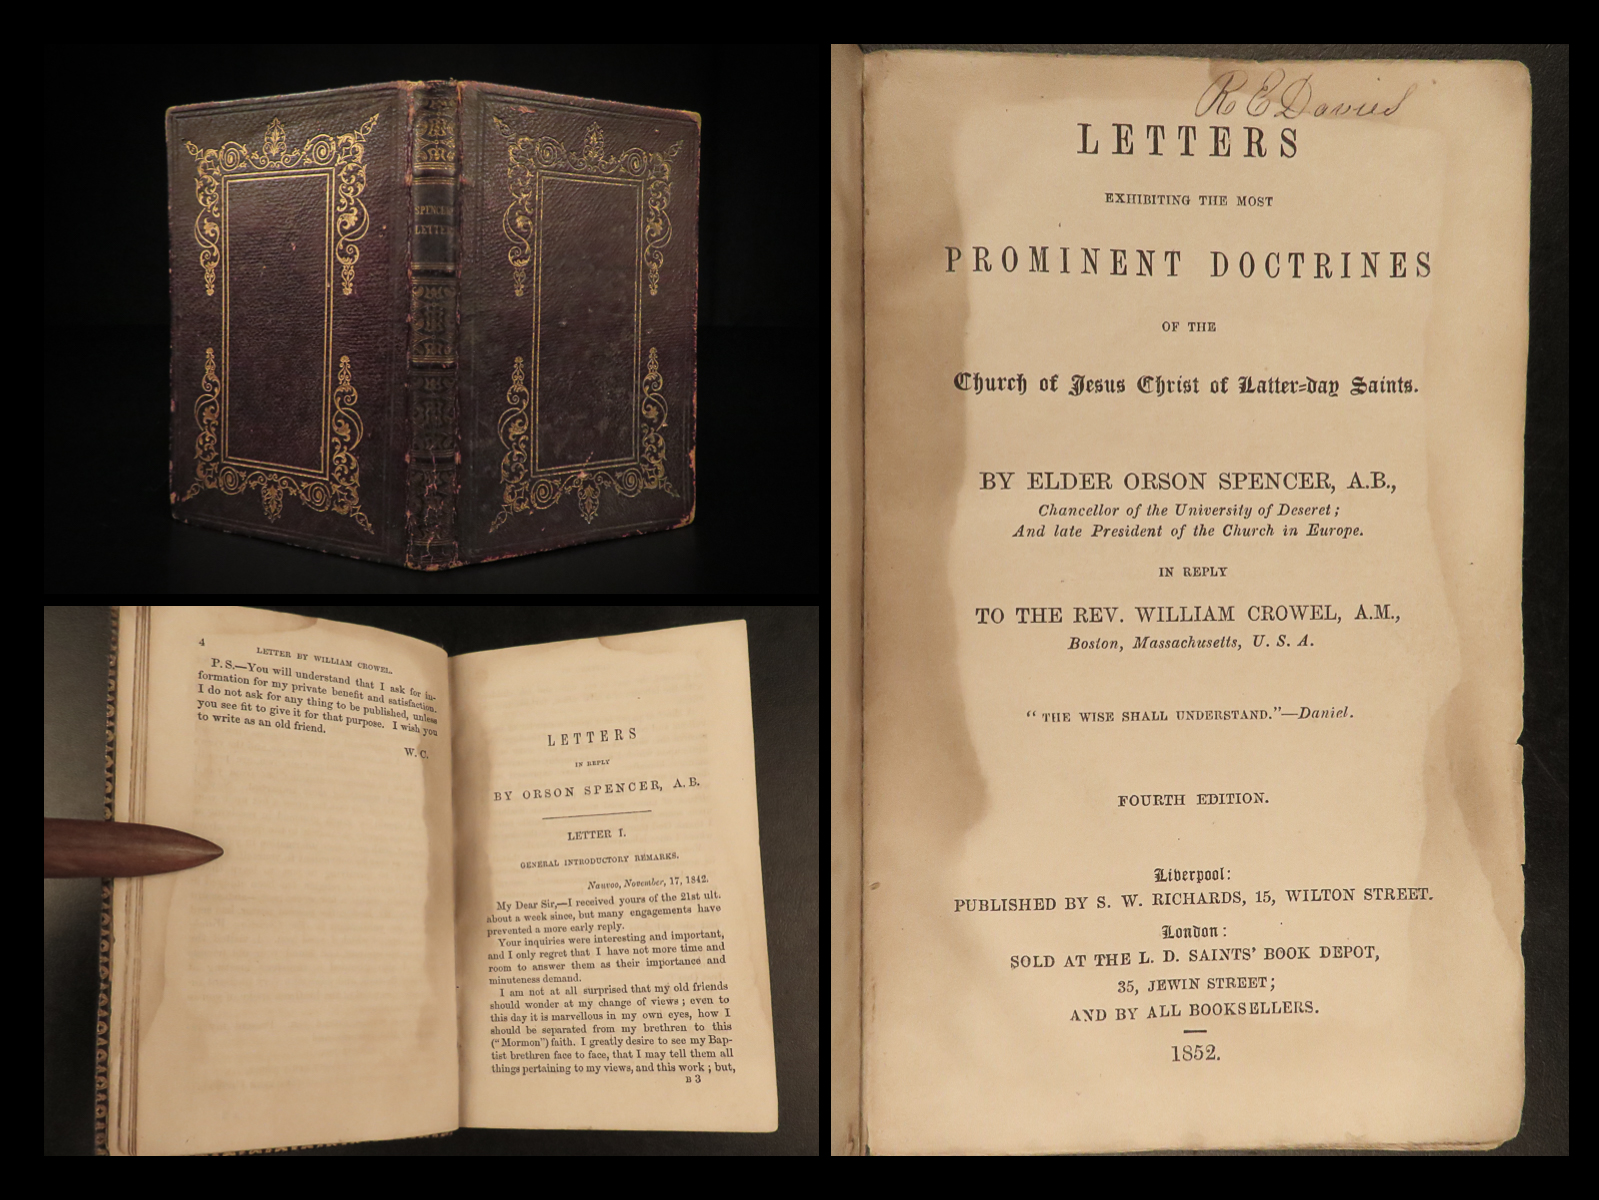 SPENCER'S
LETTERS
4
LETTER BY WILLIAM CROWEL.
P. S.—You will understand that I ask for in-
formation for my private benefit and satisfaction.
I do not ask for any thing to be published, unless
you see fit to give it for that purpose. I wish you
to write as an old friend.
W. C.
LETTERS
IN REPLY
BY ORSON SPENCER, A.B.
LETTER I.
GENERAL INTRODUCTORY REMARKS.
Nauvoo, November, 17, 1842.
My Dear Sir,—I received yours of the 21st ult.
about a week since, but many engagements have
prevented a more early reply.
Your inquiries were interesting and important,
and I only regret that I have not more time and
room to answer them as their importance and
minuteness demand.
I am not at all surprised that my old friends
should wonder at my change of views; even to
this day it is marvellous in my own eyes, how I
should be separated from my brethren to this
("Mormon") faith. I greatly desire to see my Bap-
tist brethren face to face, that I may tell them all
things pertaining to my views, and this work; but,
B 3
R E Davies
LETTERS
EXHIBITING THE MOST
PROMINENT DOCTRINES
OF THE
Church of Jesus Christ of Latter=day Saints.
BY ELDER ORSON SPENCER, A.B.,
Chancellor of the University of Deseret;
And late President of the Church in Europe.
IN REPLY
TO THE REV. WILLIAM CROWEL, A.M.,
Boston, Massachusetts, U. S. A.
"THE WISE SHALL UNDERSTAND."—Daniel.
FOURTH EDITION.
Liverpool:
PUBLISHED BY S. W. RICHARDS, 15, WILTON STREET.
London:
SOLD AT THE L. D. SAINTS' BOOK DEPOT,
35, JEWIN STREET;
AND BY ALL BOOKSELLERS.
1852.